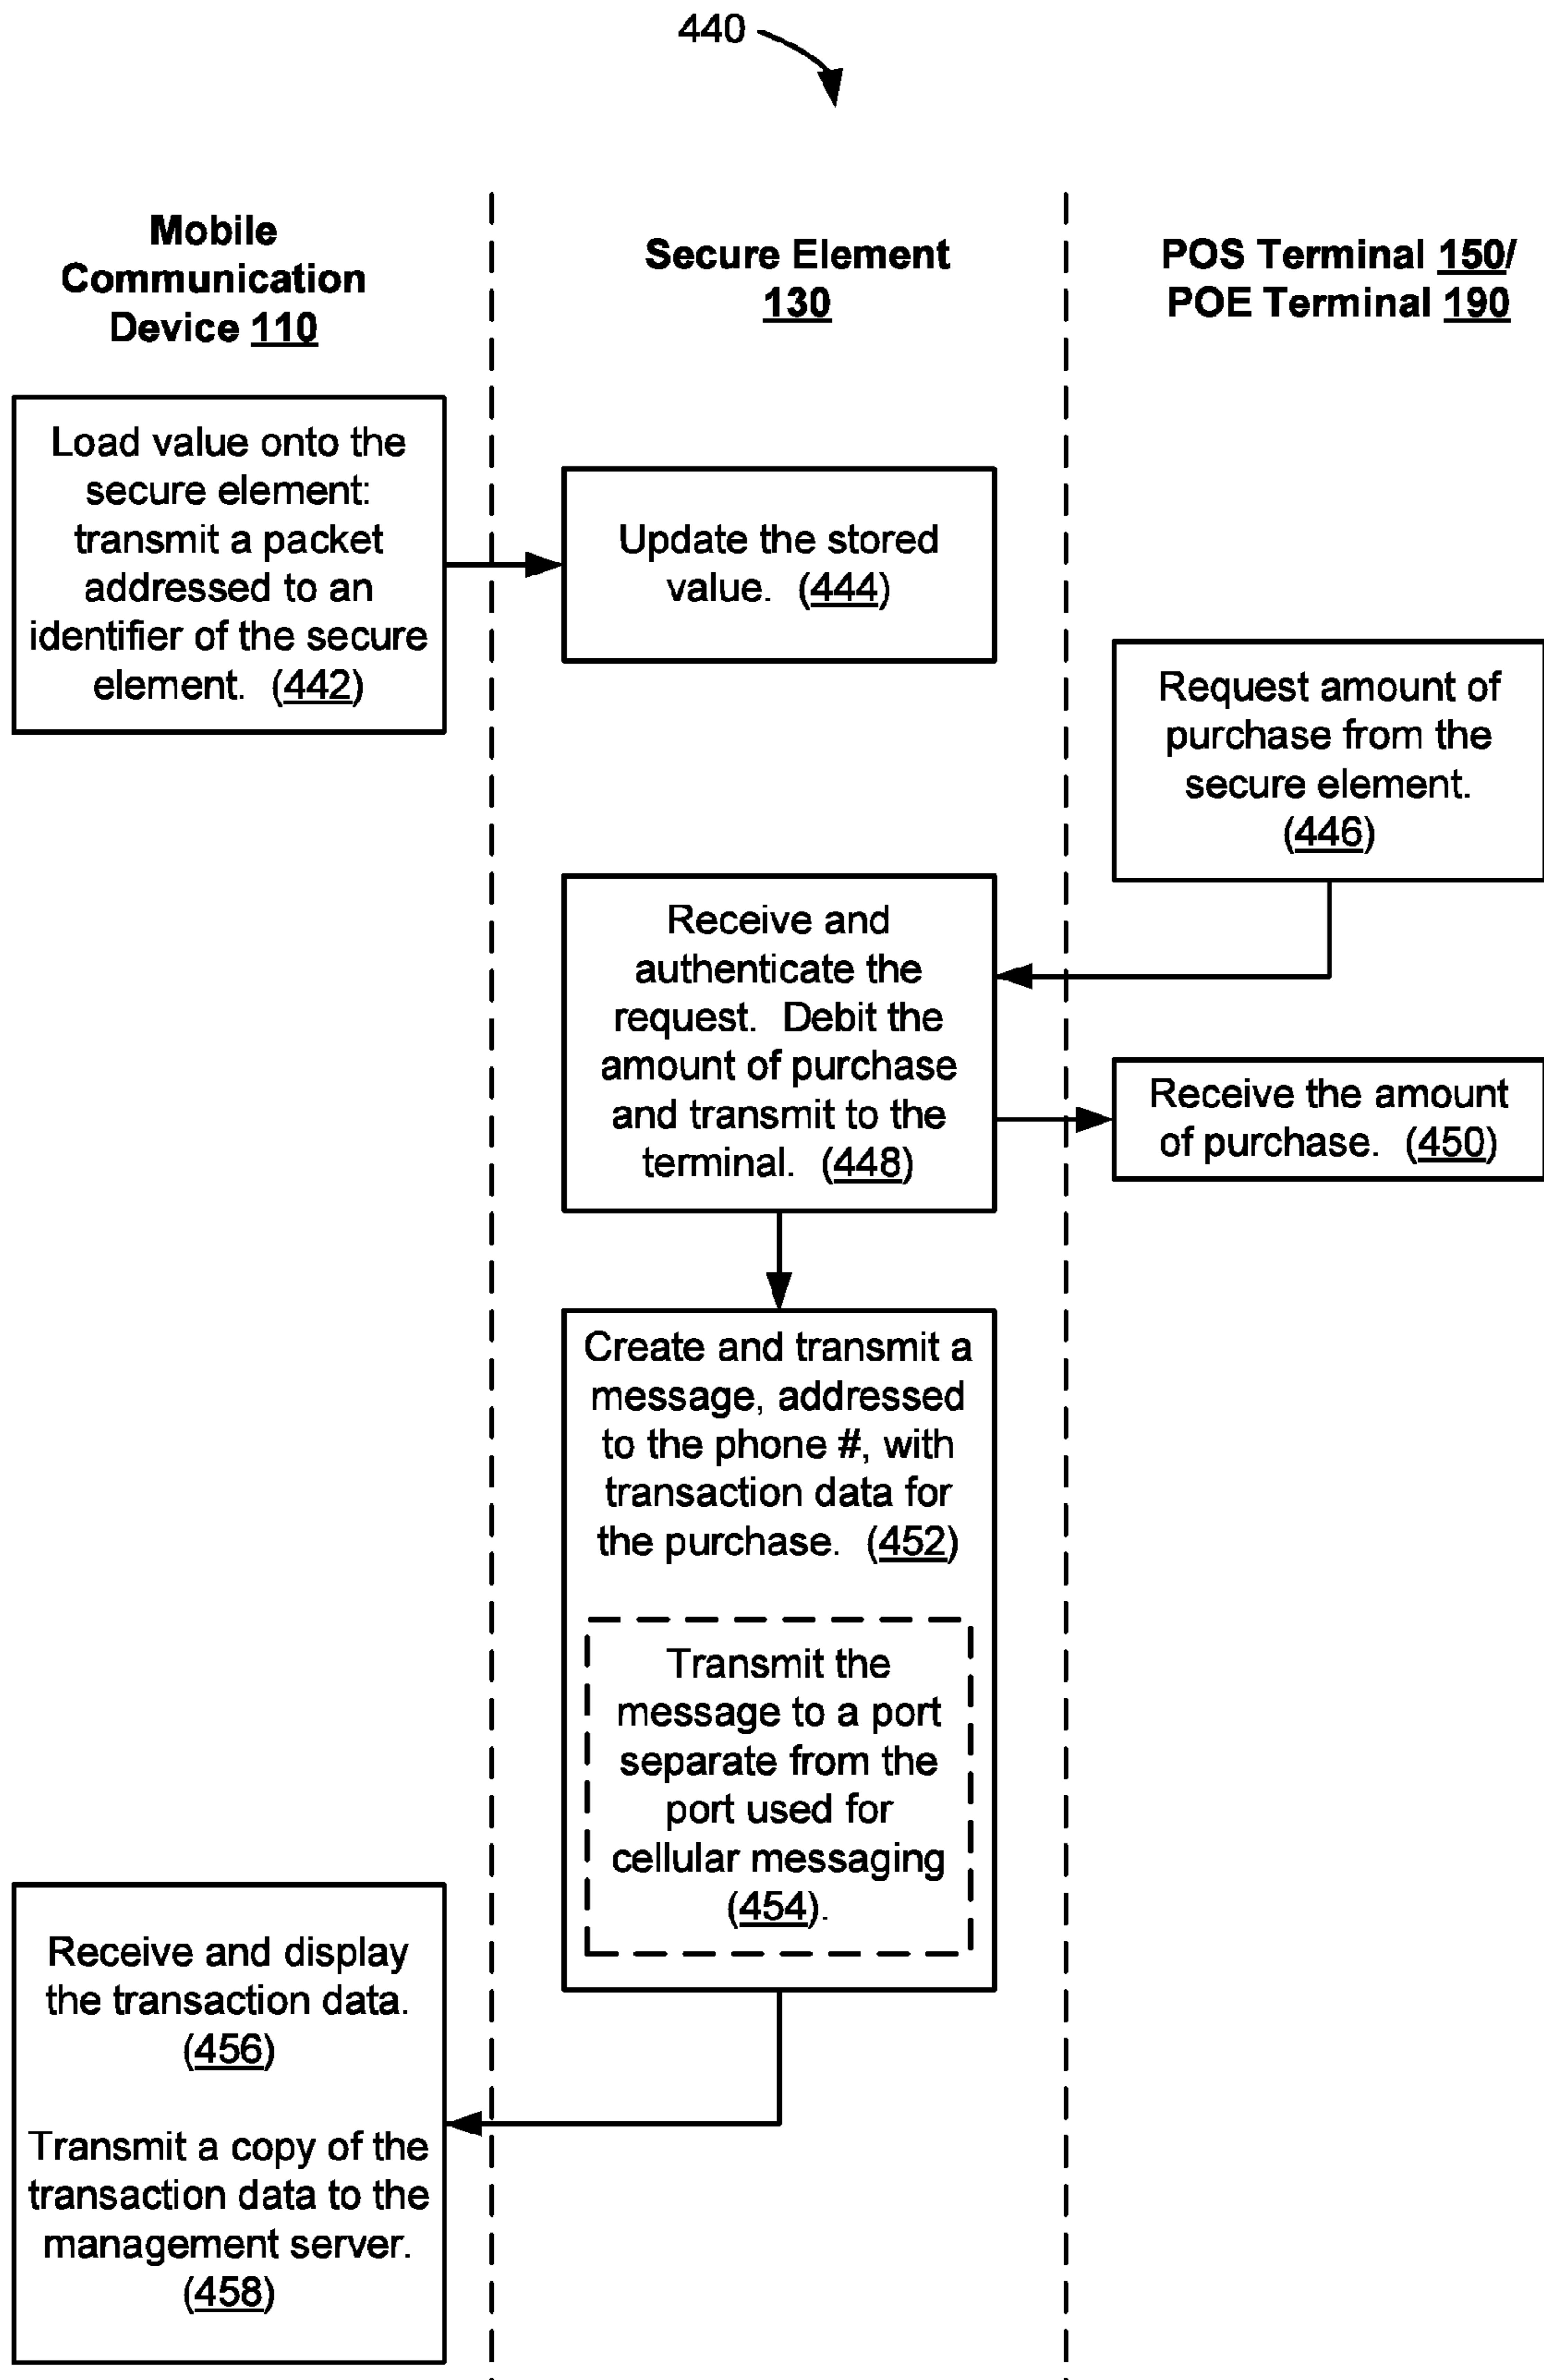 440
Mobile
Communication
Device 110
Secure Element
130
POS Terminal 150/
POE Terminal 190
Load value onto the
secure element:
transmit a packet
addressed to an
identifier of the secure
element. (442)
Update the stored
value. (444)
Request amount of
purchase from the
secure element.
(446)
Receive and
authenticate the
request. Debit the
amount of purchase
and transmit to the
terminal. (448)
Receive the amount
of purchase. (450)
Create and transmit a
message, addressed
to the phone #, with
transaction data for
the purchase. (452)
Transmit the
message to a port
separate from the
port used for
cellular messaging
(454).
Receive and display
the transaction data.
(456)
Transmit a copy of the
transaction data to the
management server.
(458)